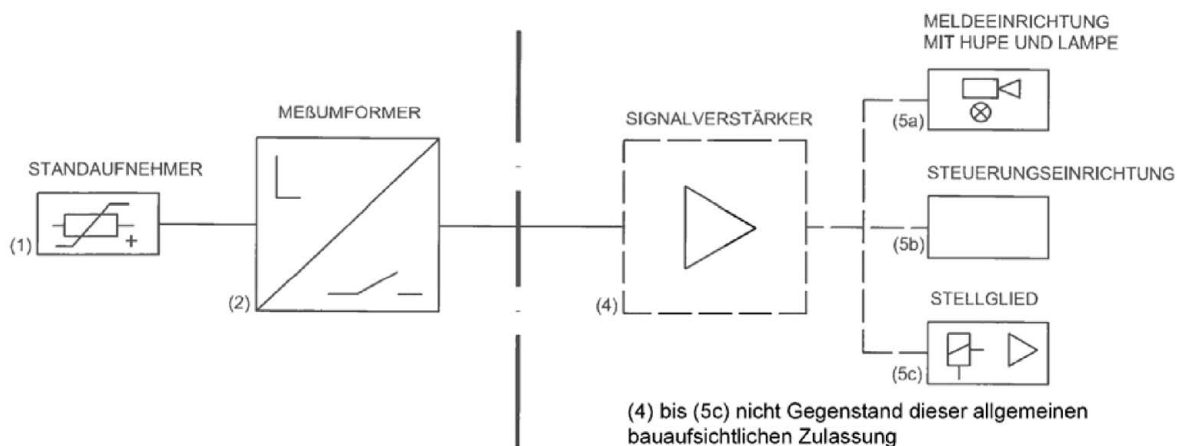 MELDEEINRICHTUNG
MIT HUPE UND LAMPE
(5a)
MEßUMFORMER
SIGNALVERSTÄRKER
STANDAUFNEHMER
STEUERUNGSEINRICHTUNG
(1)
+
(5b)
(2)
(4)
STELLGLIED
(5c)
(4) bis (5c) nicht Gegenstand dieser allgemeinen
bauaufsichtlichen Zulassung